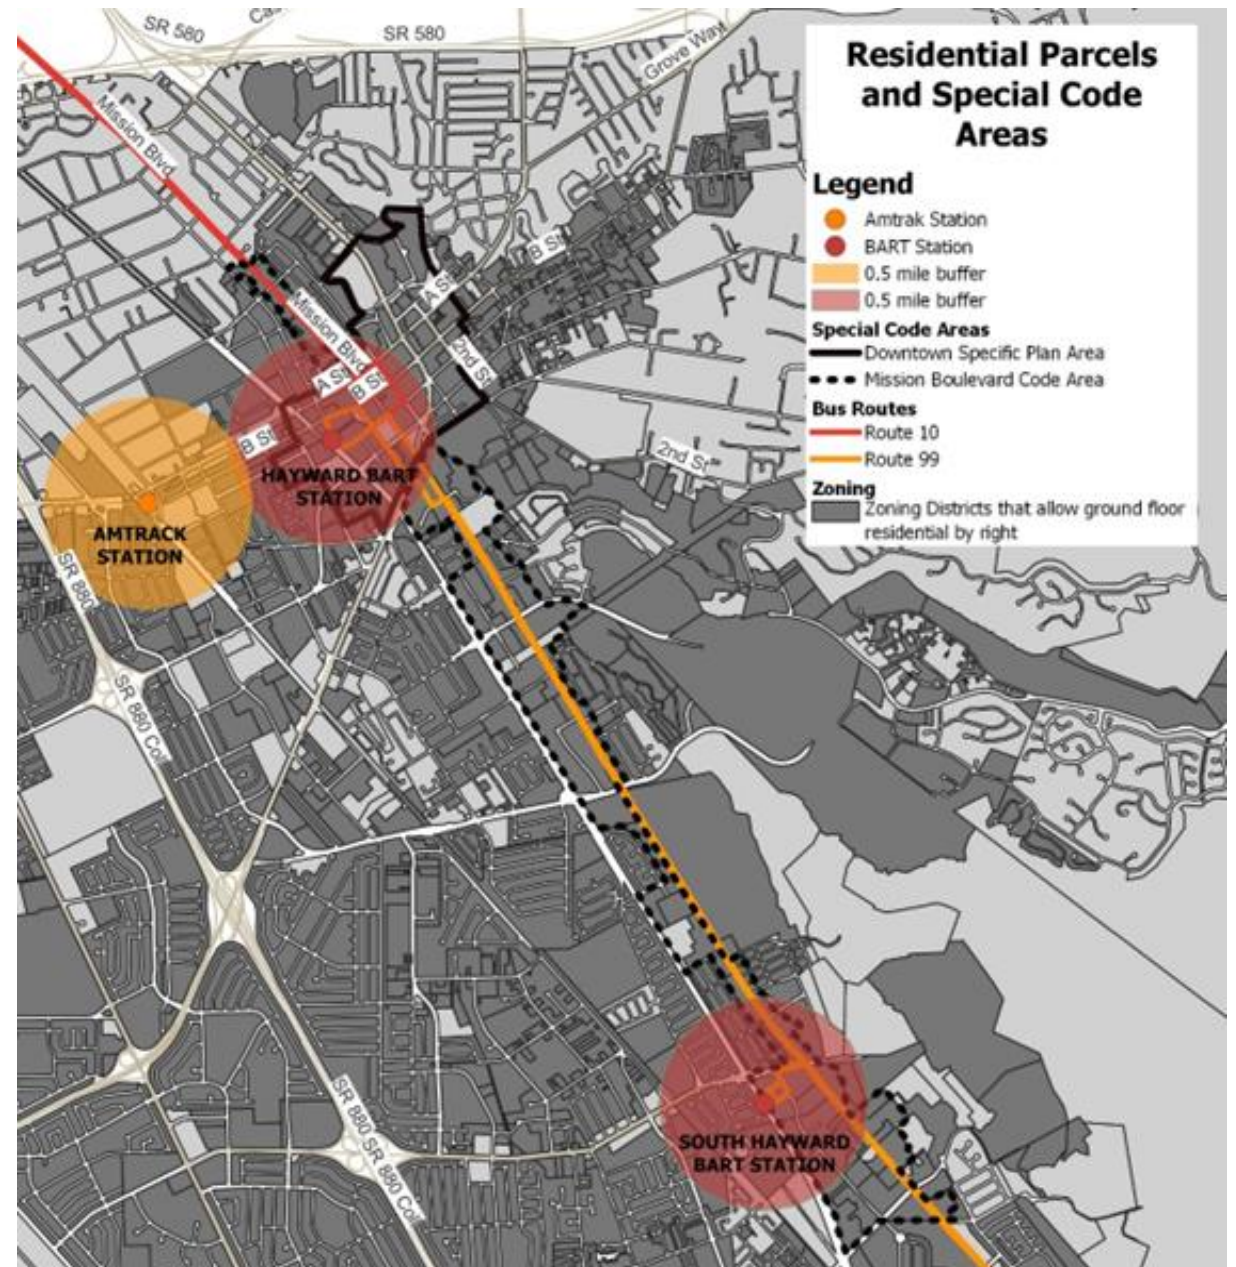 SR 580
SR 580
Grove Way
Mission Blvd
Residential Parcels
and Special Code
Areas
Legend
Amtrak Station
BART Station
0.5 mile buffer
0.5 mile buffer
Special Code Areas
Downtown Specific Plan Area
Mission Boulevard Code Area
Bus Routes
Route 10
Route 99
Zoning
Zoning Districts that allow ground floor
residential by right
B St
A St
Mission Blvd
2nd St
A St
B St
B St
2nd St
HAYWARD BART
STATION
AMTRACK
STATION
SR 880
SR 880 Coll
SOUTH HAYWARD
BART STATION
SR 880
SR 880 Coll